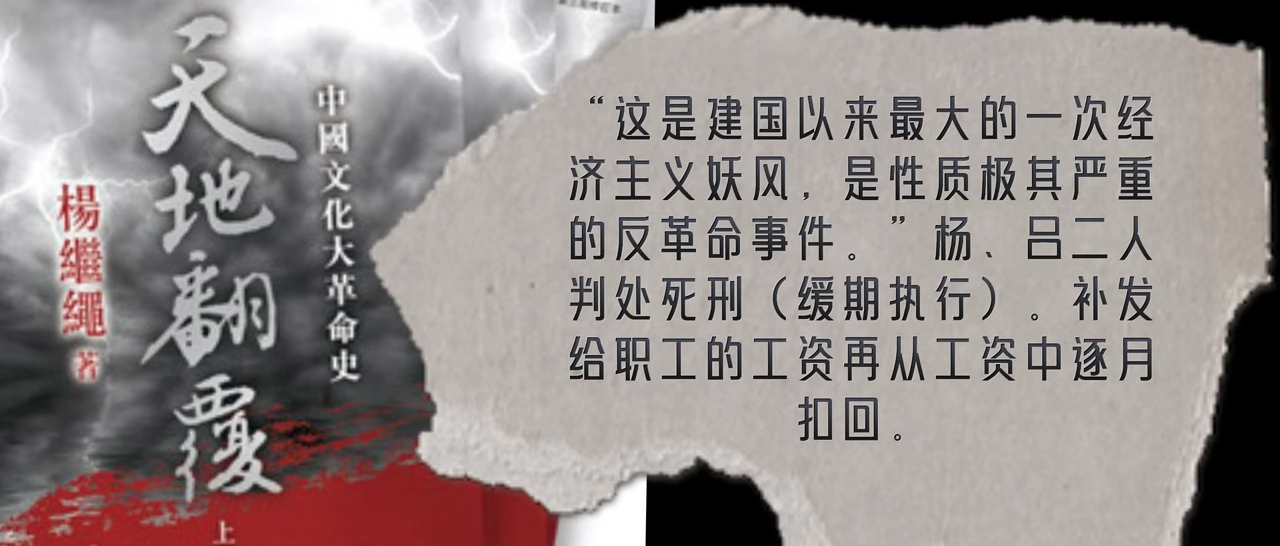 天地翻覆
中國文化大革命史
楊繼繩 著
上
“这是建国以来最大的一次经
济主义妖风，是性质极其严重
的反革命事件。”杨、吕二人
判处死刑（缓期执行）。补发
给职工的工资再从工资中逐月
扣回。